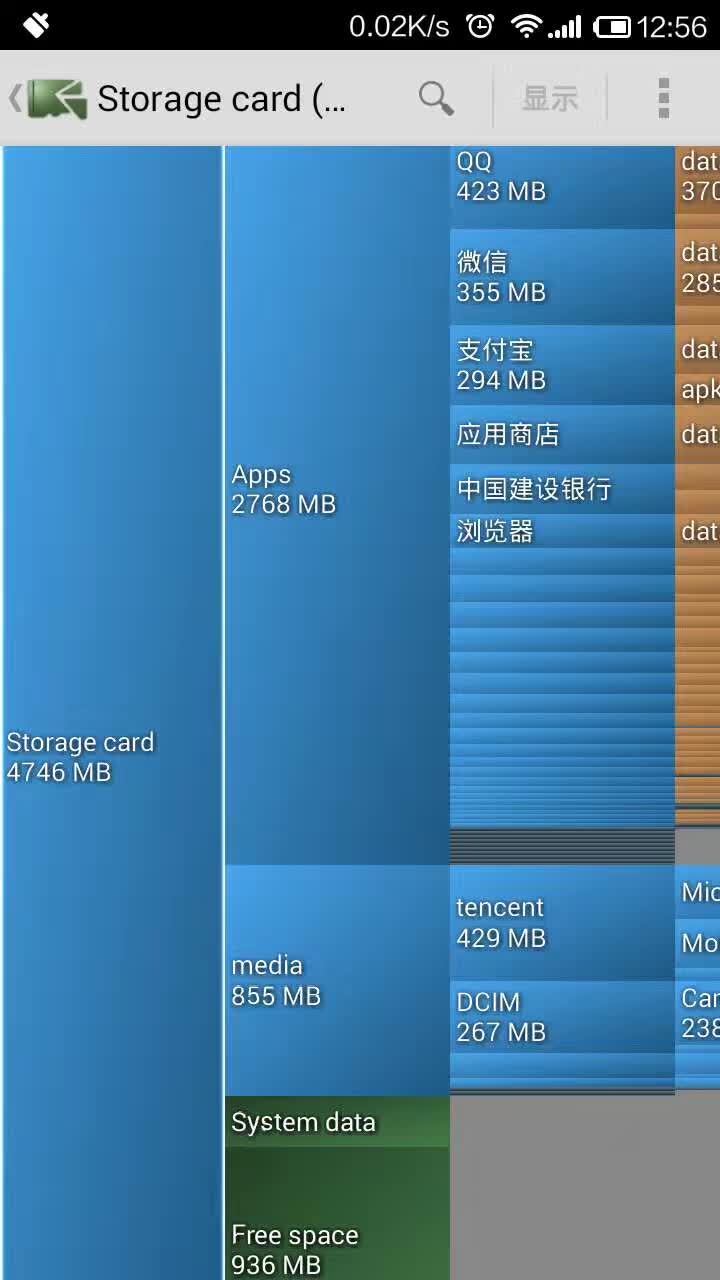 0.02K/s 12:56
Storage card (...
显示
Storage card
4746 MB
Apps
2768 MB
media
855 MB
System data
Free space
936 MB
QQ
423 MB
微信
355 MB
支付宝
294 MB
应用商店
中国建设银行
浏览器
tencent
429 MB
DCIM
267 MB
dat
370
dat
285
dat
apk
dat
dat
Mic
Mo
238